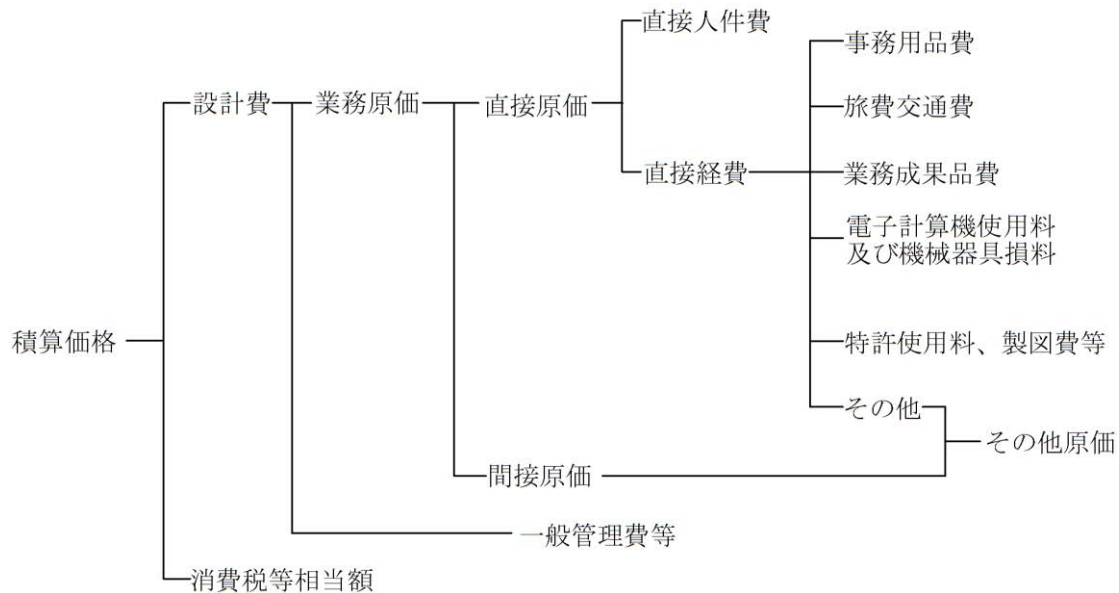 直接人件費
事務用品費
設計費
業務原価
直接原価
旅費交通費
直接経費
業務成果品費
電子計算機使用料
及び機械器具損料
積算価格
特許使用料、製図費等
その他
その他原価
間接原価
一般管理費等
消費税等相当額